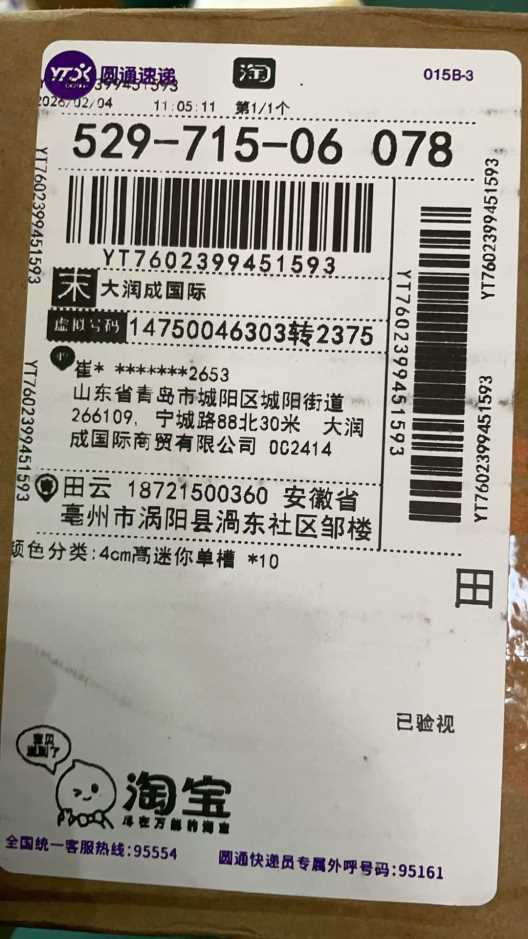 YTO 圆通速递
淘
015B-3
YT7602399451593
2026/02/04 11:05:11 第1/1个
529-715-06 078
YT7602399451593
末 大润成国际
虚拟号码 14750046303转2375
崔* *******2653
山东省青岛市城阳区城阳街道
266109, 宁城路88北30米 大润
成国际商贸有限公司 002414
田云 18721500360 安徽省
亳州市涡阳县涡东社区邹楼
颜色分类:4cm高迷你单槽 *10
YT7602399451593
YT7602399451593
YT7602399451593
YT7602399451593
YT7602399451593
田
已验视
宝贝
淘宝
全国统一客服热线:95554
圆通快递员专属外呼号码:95161